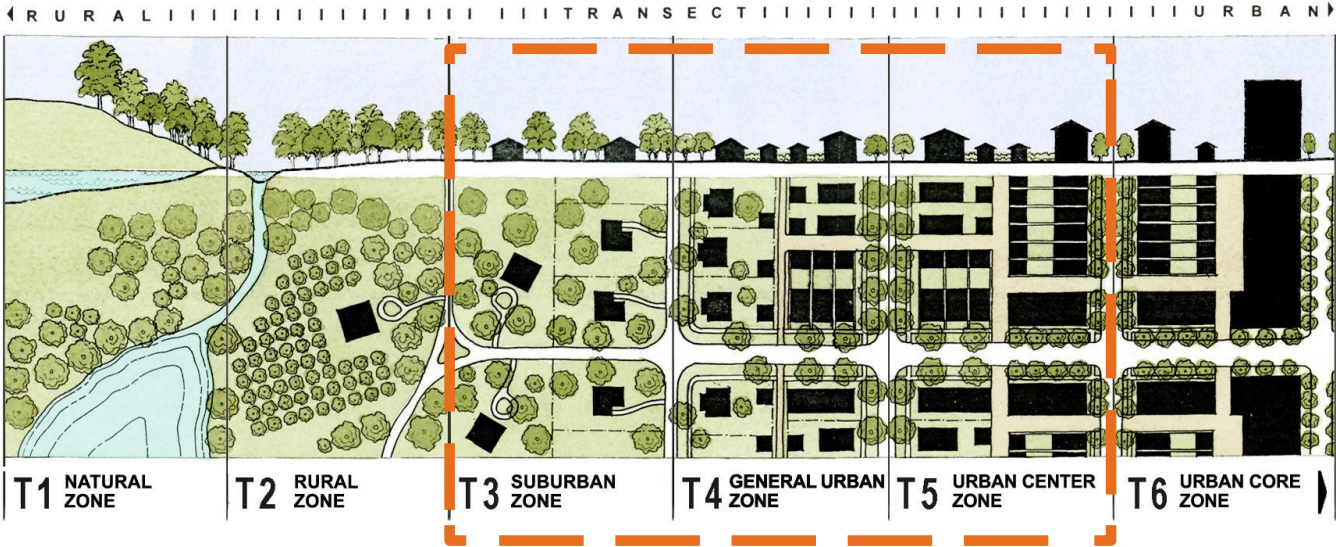 RURAL TRANSECT URBAN
T1 NATURAL ZONE
T2 RURAL ZONE
T3 SUBURBAN ZONE
T4 GENERAL URBAN ZONE
T5 URBAN CENTER ZONE
T6 URBAN CORE ZONE